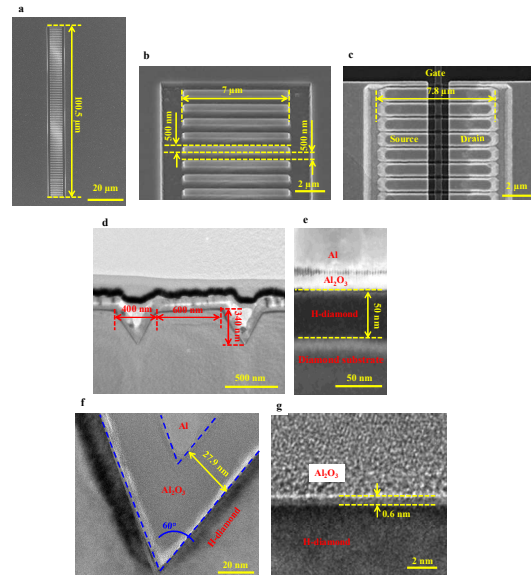 a
100.5 μm
20 μm
b
7 μm
500 nm
500 nm
2 μm
c
Gate
7.8 μm
Source
Drain
2 μm
d
400 nm
600 nm
340 nm
500 nm
e
Al
Al2O3
H-diamond
50 nm
Diamond substrate
50 nm
f
Al
27.9 nm
Al2O3
60°
H-diamond
20 nm
g
Al2O3
0.6 nm
H-diamond
2 nm